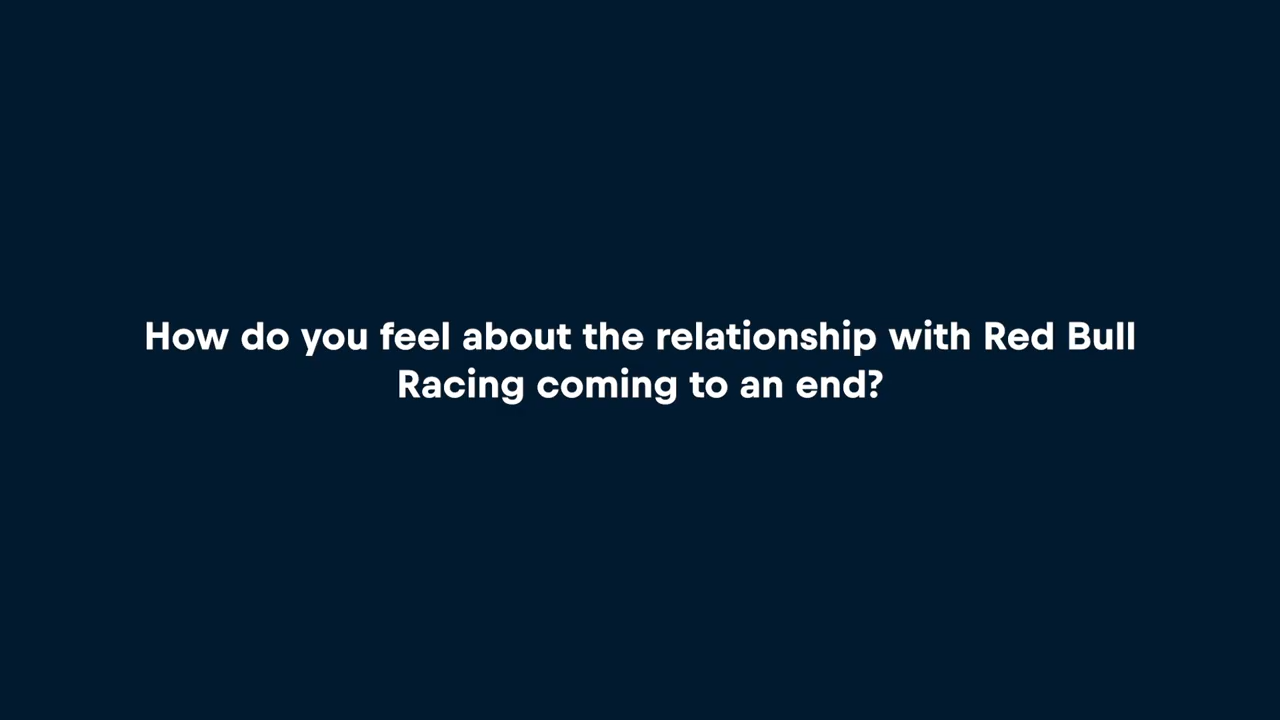 How do you feel about the relationship with Red Bull
Racing coming to an end?